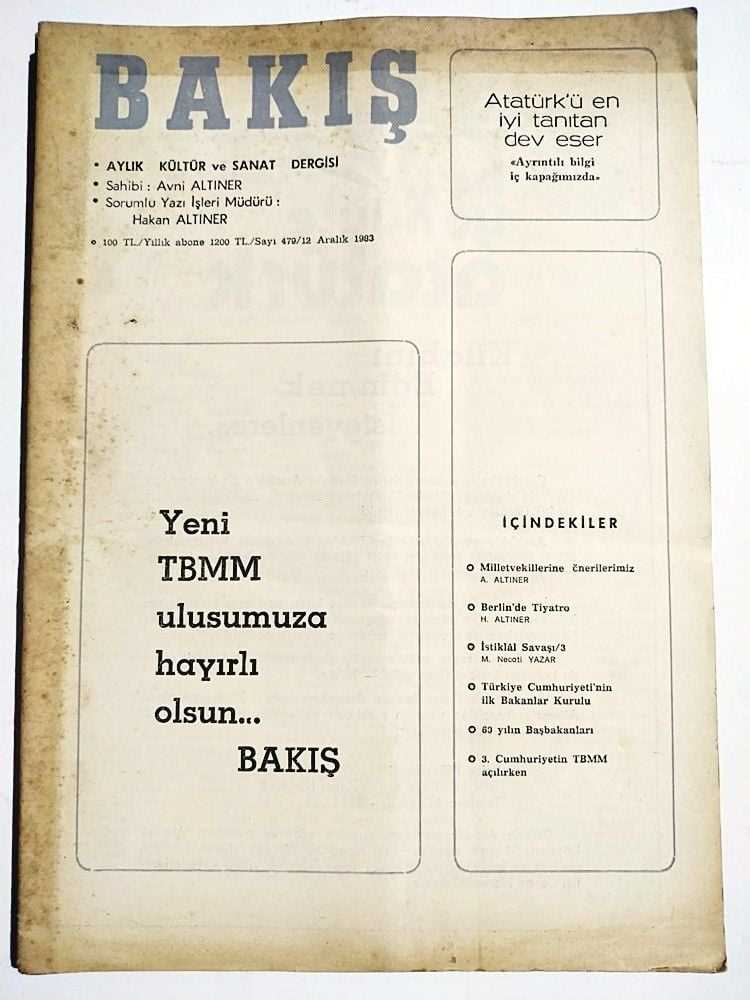 BAKIŞ
• AYLIK KÜLTÜR ve SANAT DERGİSİ
• Sahibi : Avni ALTINER
• Sorumlu Yazı İşleri Müdürü :
Hakan ALTINER
o 100 TL./Yıllık abone 1200 TL./Sayı 479/12 Aralık 1983
Atatürk'ü en
iyi tanıtan
dev eser
«Ayrıntılı bilgi
iç kapağımızda»
Yeni
TBMM
ulusumuza
hayırlı
olsun...
BAKIŞ
İÇİNDEKİLER
o Milletvekillerine önerilerimiz
A. ALTINER
o Berlin'de Tiyatro
H. ALTINER
o İstiklâl Savaşı/3
M. Necati YAZAR
o Türkiye Cumhuriyeti'nin
ilk Bakanlar Kurulu
o 60 yılın Başbakanları
o 3. Cumhuriyetin TBMM
açılırken